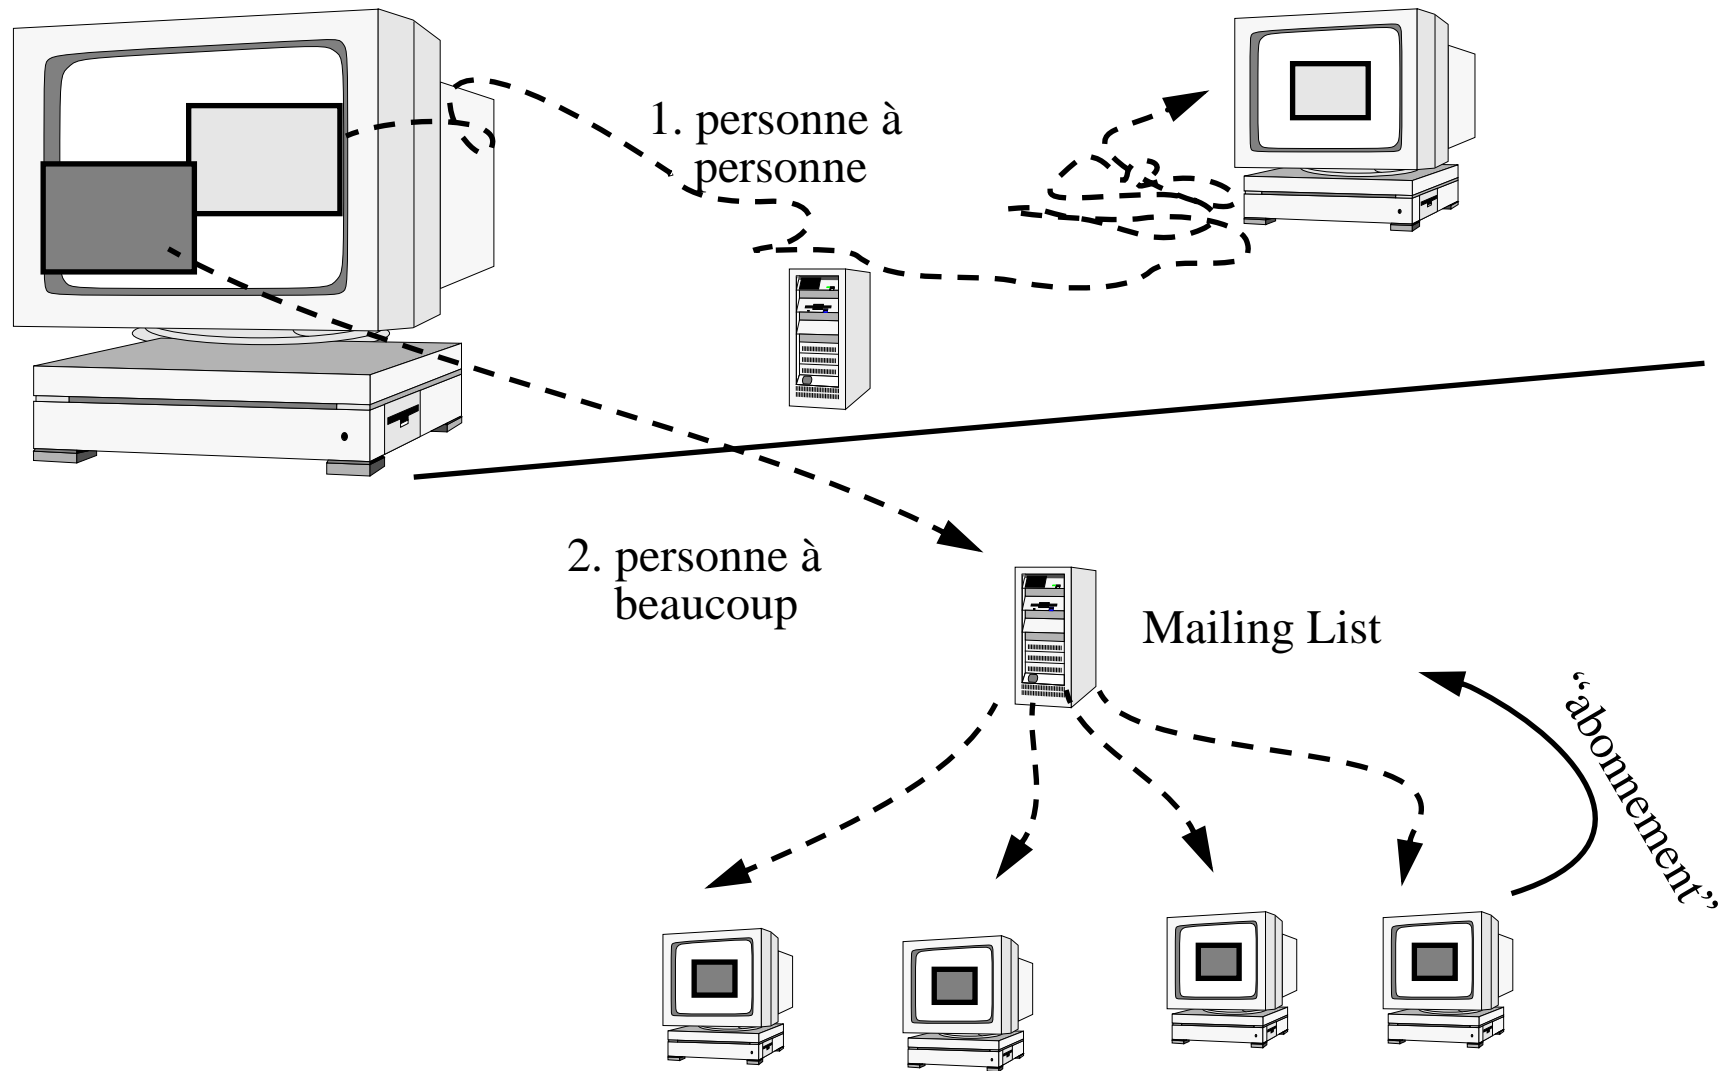 1. personne à
personne
2. personne à
beaucoup
Mailing List
“abonnement”